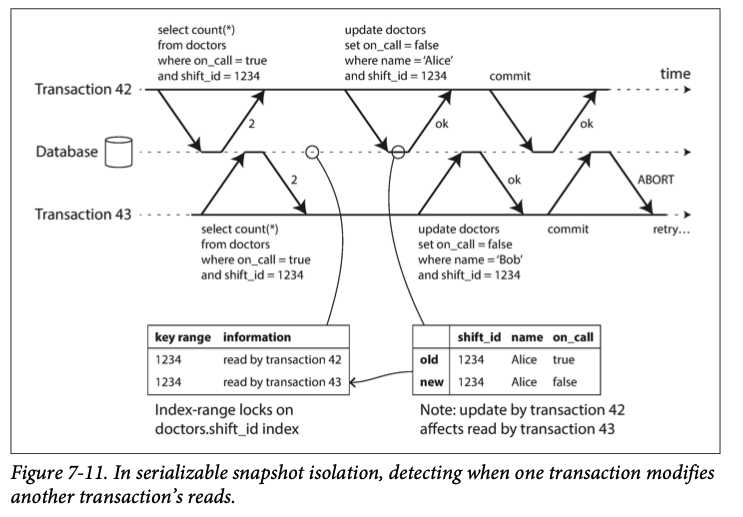 select count(*)
from doctors
where on_call = true
and shift_id = 1234
update doctors
set on_call = false
where name = ‘Alice’
and shift_id = 1234
commit
time
Transaction 42
2
ok
ok
Database
2
ok
ABORT
Transaction 43
select count(*)
from doctors
where on_call = true
and shift_id = 1234
update doctors
set on_call = false
where name = ‘Bob’
and shift_id = 1234
commit
retry…
key range information
1234 read by transaction 42
1234 read by transaction 43
Index-range locks on
doctors.shift_id index
shift_id name on_call
old 1234 Alice true
new 1234 Alice false
Note: update by transaction 42
affects read by transaction 43
Figure 7-11. In serializable snapshot isolation, detecting when one transaction modifies
another transaction’s reads.